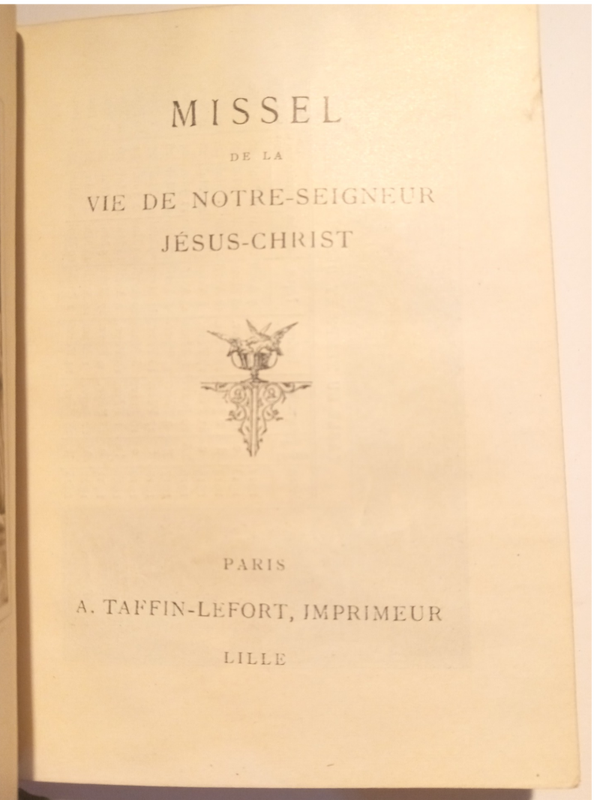 MISSEL
DE LA
VIE DE NOTRE-SEIGNEUR
JÉSUS-CHRIST
PARIS
A. TAFFIN-LEFORT, IMPRIMEUR
LILLE